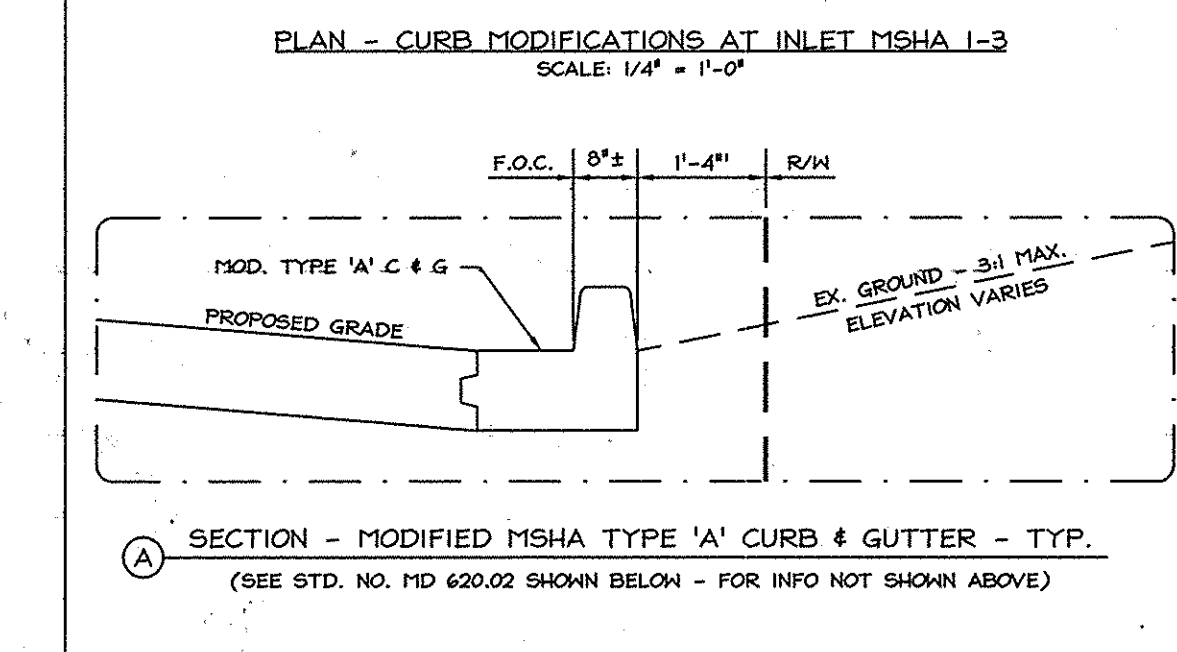 PLAN - CURB MODIFICATIONS AT INLET MSHA I-3
SCALE: 1/4" = 1'-0"
F.O.C. 8"± 1'-4"' R/W
MOD. TYPE 'A' C & G
PROPOSED GRADE
EX. GROUND - 3:1 MAX.
ELEVATION VARIES
A
SECTION - MODIFIED MSHA TYPE 'A' CURB & GUTTER - TYP.
(SEE STD. NO. MD 620.02 SHOWN BELOW - FOR INFO NOT SHOWN ABOVE)